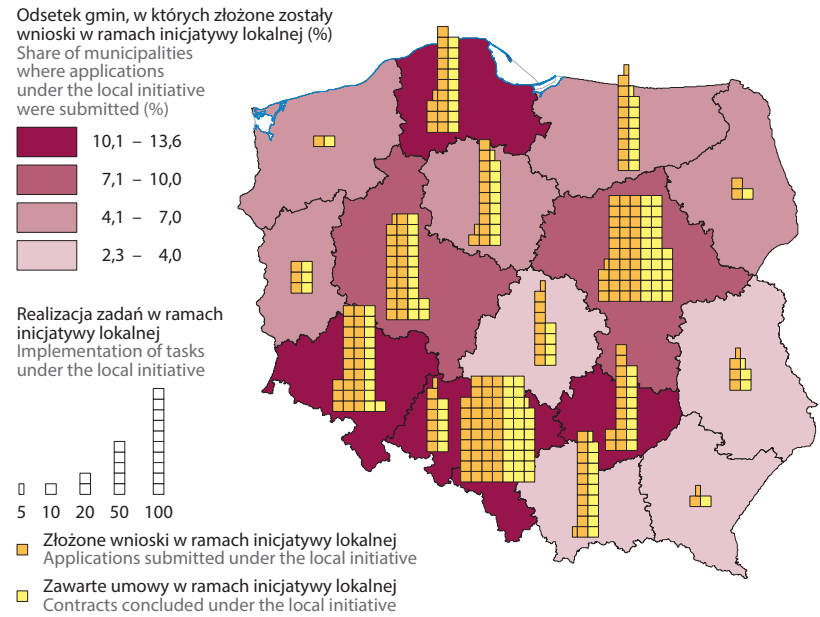 Odsetek gmin, w których złożone zostały
wnioski w ramach inicjatywy lokalnej (%)
Share of municipalities
where applications
under the local initiative
were submitted (%)
10,1 – 13,6
7,1 – 10,0
4,1 – 7,0
2,3 – 4,0
Realizacja zadań w ramach
inicjatywy lokalnej
Implementation of tasks
under the local initiative
5 10 20 50 100
Złożone wnioski w ramach inicjatywy lokalnej
Applications submitted under the local initiative
Zawarte umowy w ramach inicjatywy lokalnej
Contracts concluded under the local initiative